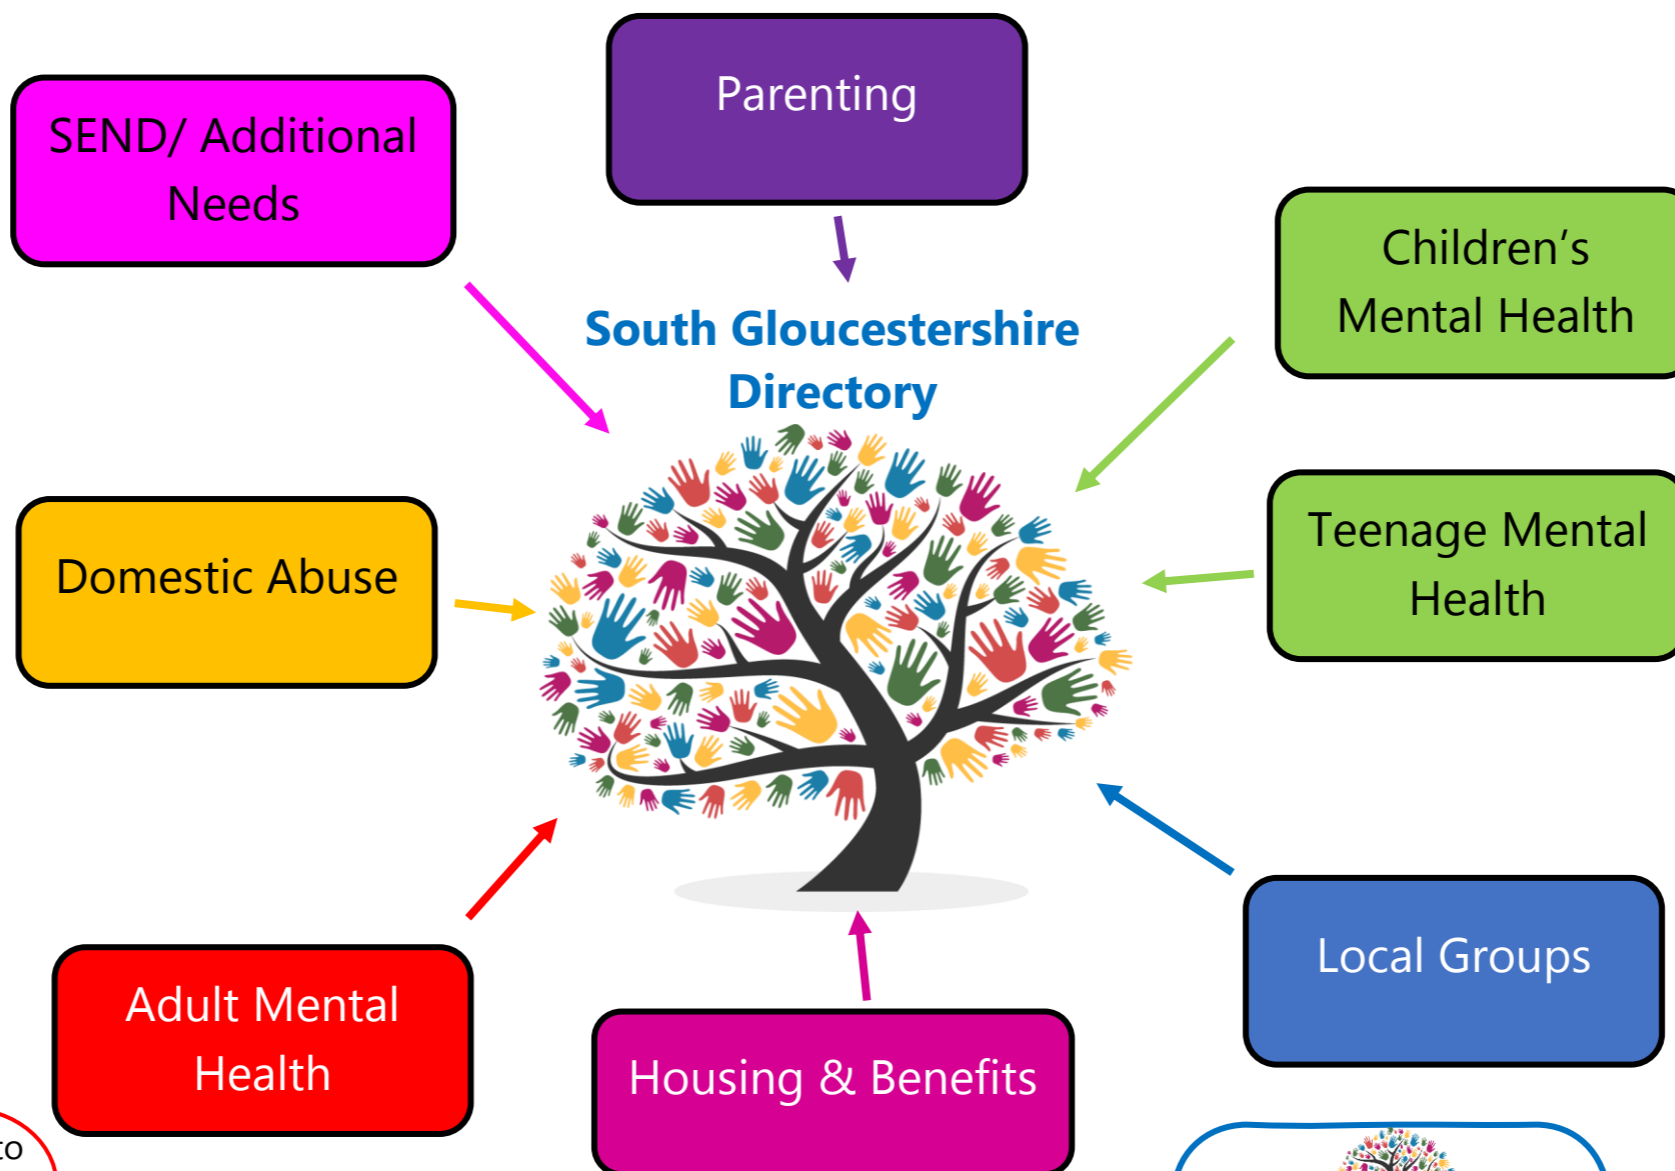 Parenting
SEND/ Additional
Needs
Children's
Mental Health
South Gloucestershire
Directory
Teenage Mental
Health
Domestic Abuse
Local Groups
Adult Mental
Health
Housing & Benefits
to